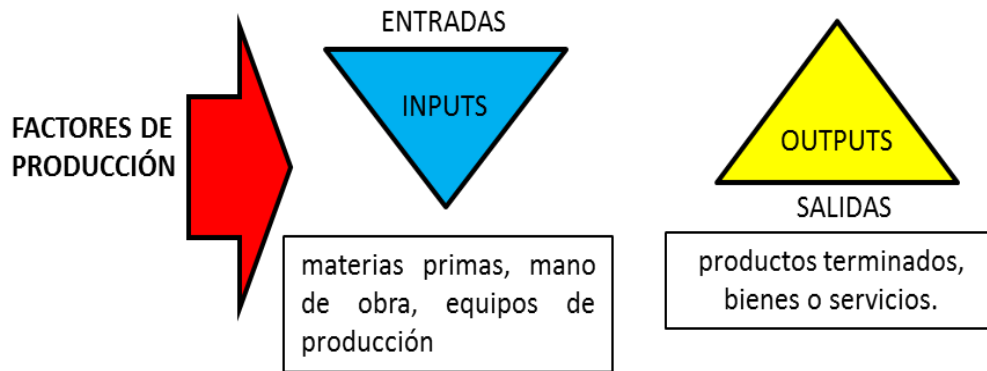 FACTORES DE
PRODUCCIÓN
ENTRADAS
INPUTS
materias primas, mano
de obra, equipos de
producción
OUTPUTS
SALIDAS
productos terminados,
bienes o servicios.